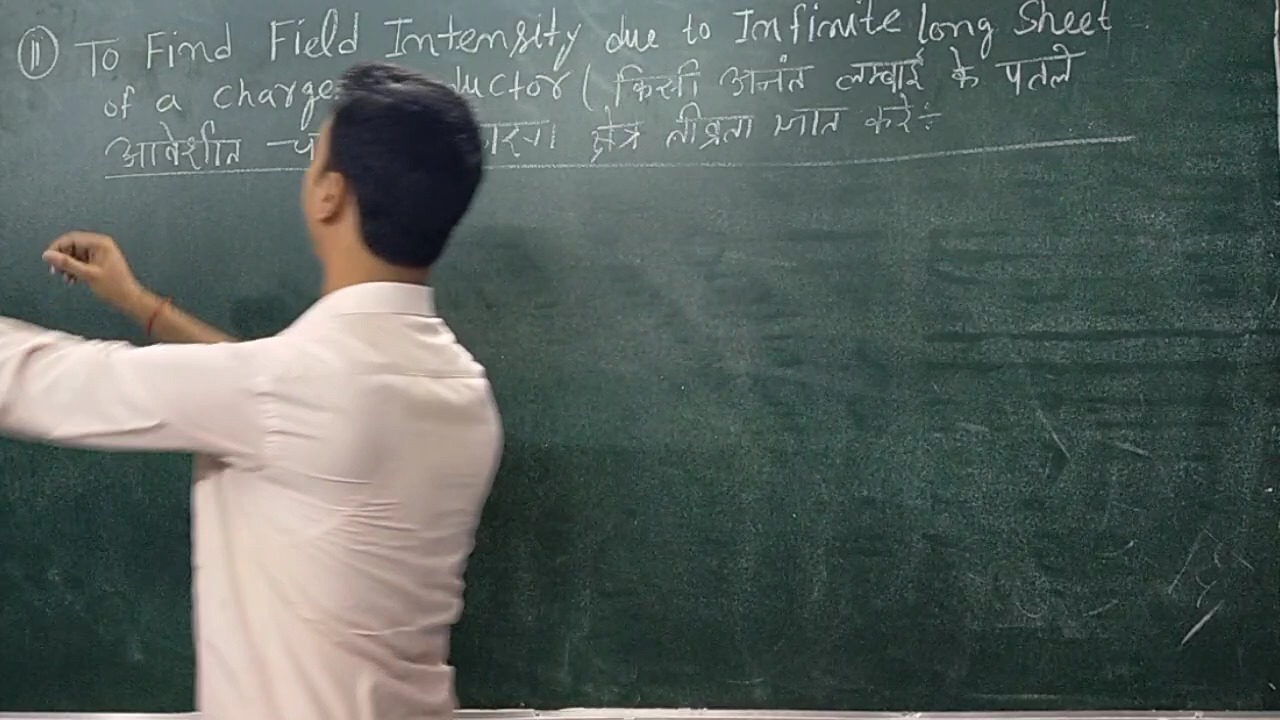 (11) To Find Field Intensity due to Infinite long Sheet
of a charge ductor ( किसी अनंत लम्बाई के पतले
आवेशीत क्षेत्र तीव्रता ज्ञात करे÷